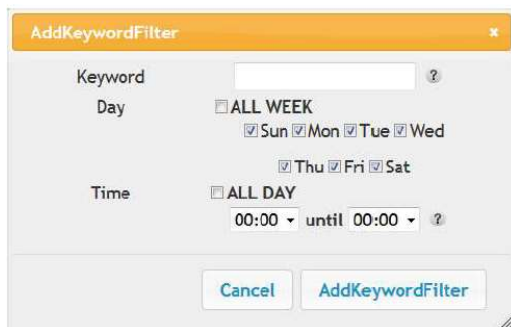 AddKeywordFilter ×
Keyword ?
Day ALL WEEK
Sun Mon Tue Wed
Thu Fri Sat
Time ALL DAY
00:00 until 00:00 ?
Cancel AddKeywordFilter